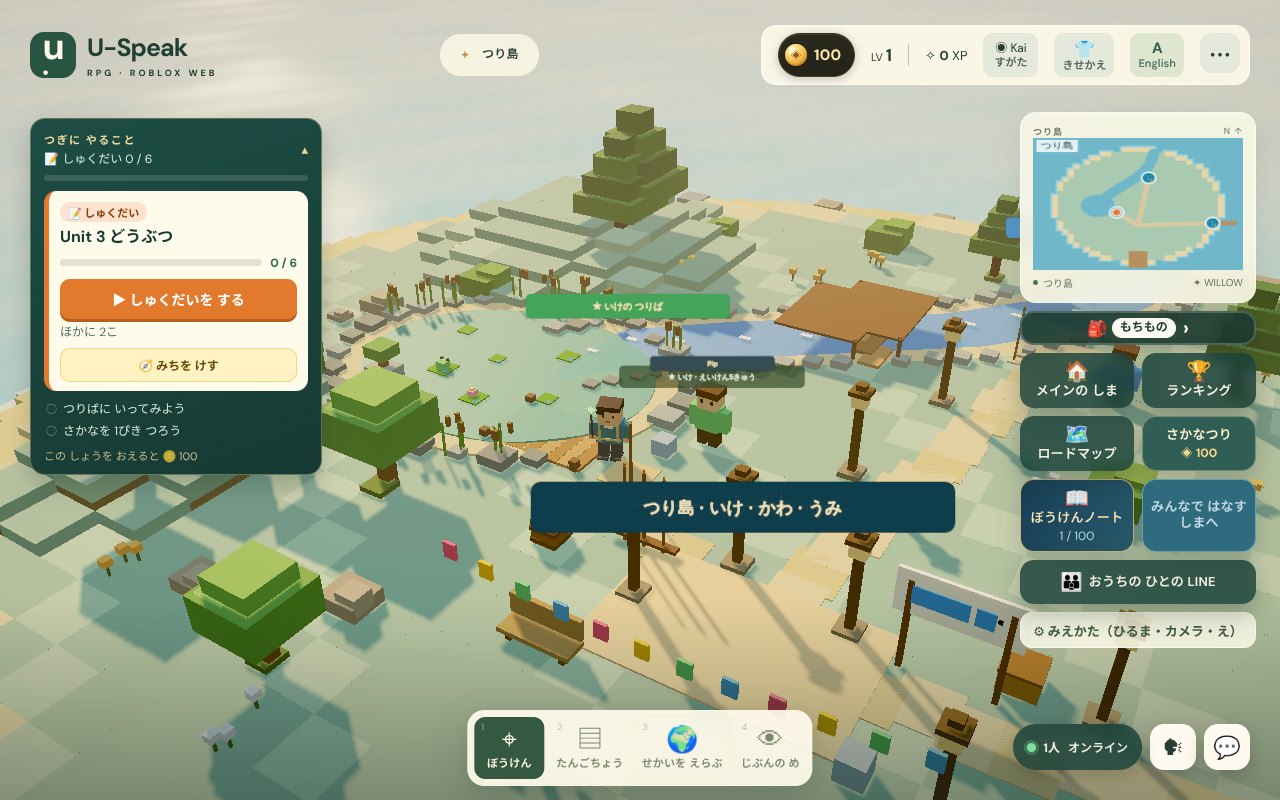 U-Speak
RPG · ROBLOX WEB
✦ つり島
100
LV 1
✧ 0 XP
◉ Kai
すがた
👕
きせかえ
A
English
•••
つぎに やること
📝 しゅくだい 0 / 6
▲
📝 しゅくだい
Unit 3 どうぶつ
0 / 6
▶ しゅくだいを する
ほかに 2こ
🧭 みちを けす
つりばに いってみよう
さかなを 1ぴき つろう
この しょうを おえると 🪙 100
★ いけの つりば
Pip
★ いけ・えいけん5きゅう
つり島・いけ・かわ・うみ
つり島
N ↑
つり島
• つり島
✦ WILLOW
🎒 もちもの ›
🏠
メインの しま
🏆
ランキング
🗺️
ロードマップ
さかなつり
◈ 100
📖
ぼうけんノート
1 / 100
みんなで はなす
しまへ
👪 おうちの ひとの LINE
⚙ みえかた（ひるま・カメラ・え）
1
ぼうけん
2
たんごちょう
3
せかいを えらぶ
4
じぶんの め
1人 オンライン